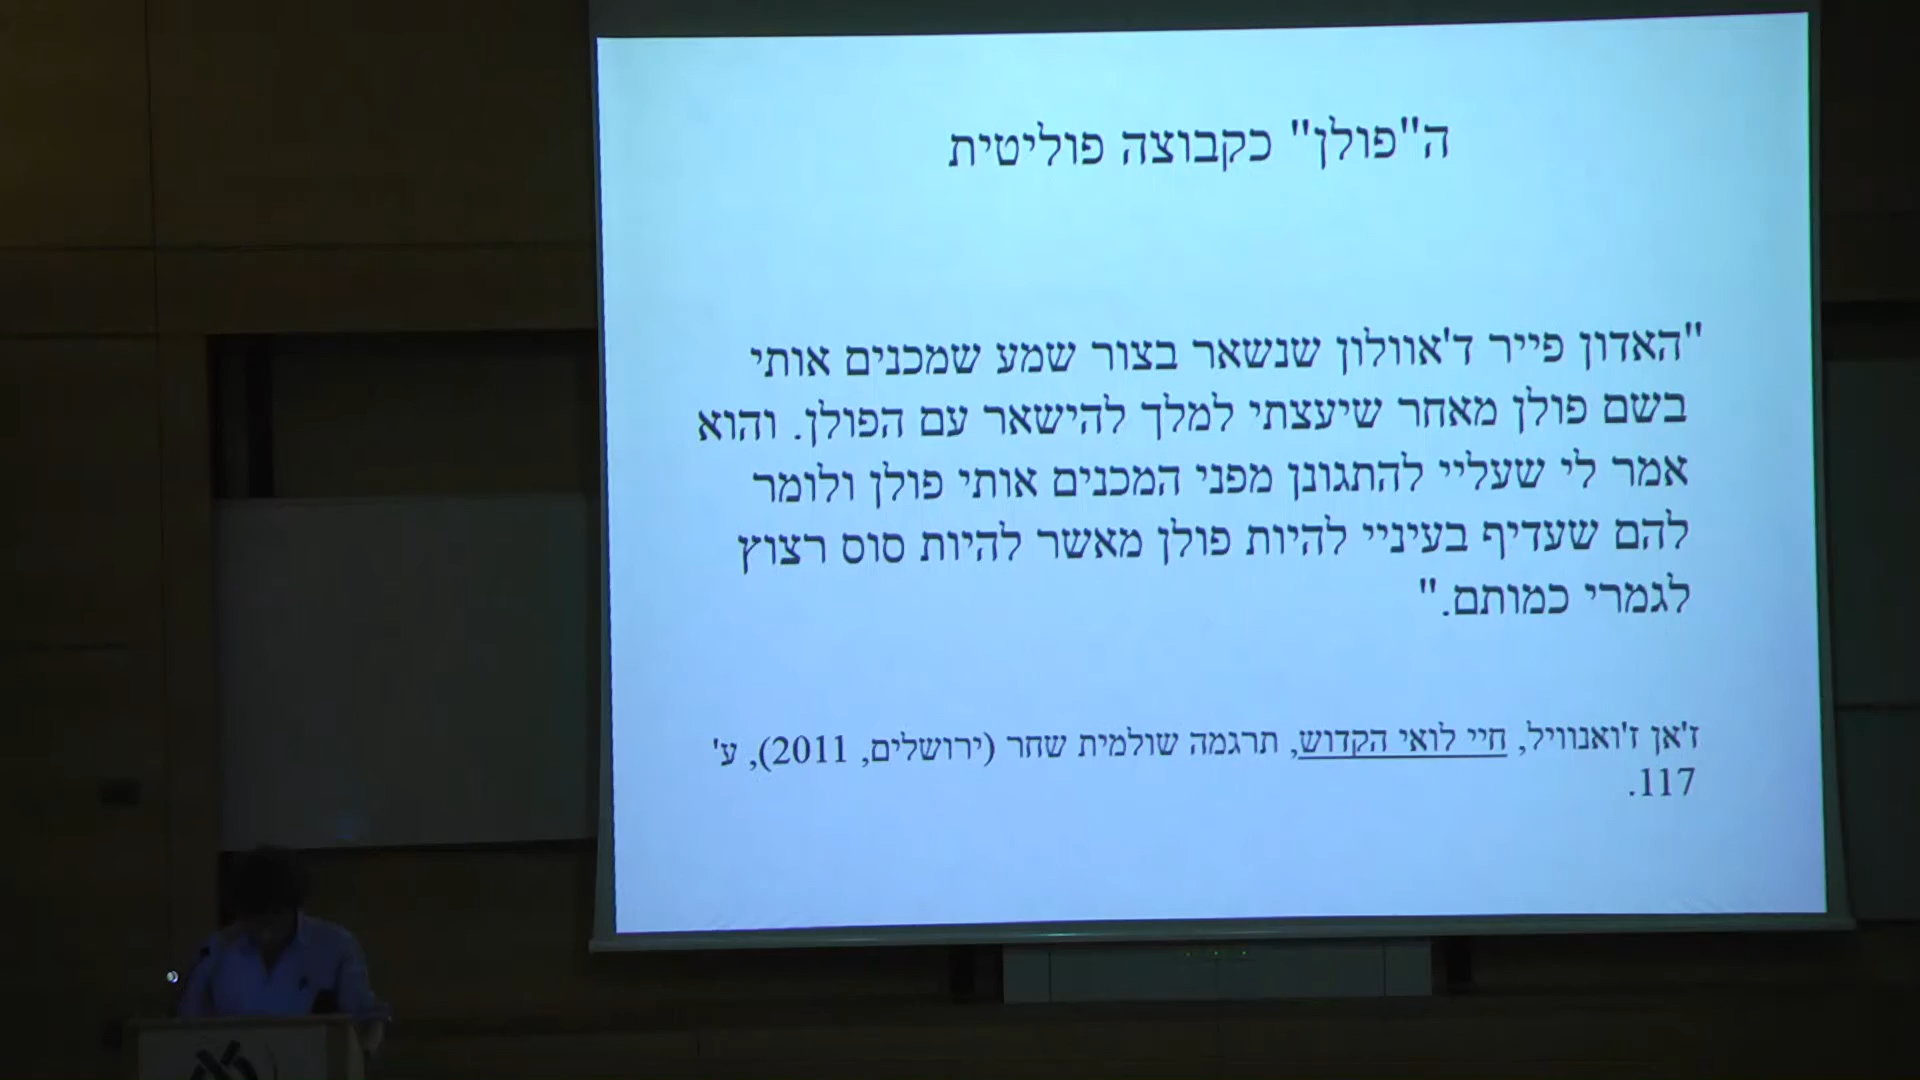 ה"פולן" כקבוצה פוליטית
"האדון פייר ד'אוולון שנשאר בצור שמע שמכנים אותי
בשם פולן מאחר שיעצתי למלך להישאר עם הפולן. והוא
אמר לי שעליי להתגונן מפני המכנים אותי פולן ולומר
להם שעדיף בעיניי להיות פולן מאשר להיות סוס רצוץ
לגמרי כמותם."
ז'אן ז'ואנוויל, חיי לואי הקדוש, תרגמה שולמית שחר (ירושלים, 2011), ע'
117.